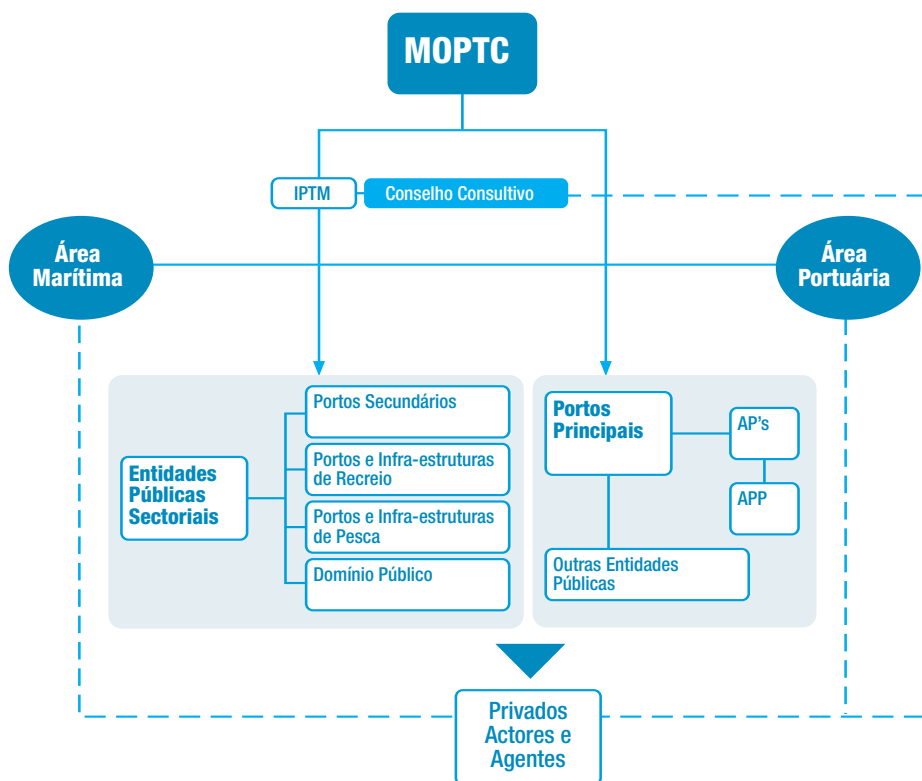 MOPTC
IPTM
Conselho Consultivo
Área
Marítima
Área
Portuária
Entidades
Públicas
Sectoriais
Portos Secundários
Portos e Infra-estruturas
de Recreio
Portos e Infra-estruturas
de Pesca
Domínio Público
Portos
Principais
AP's
APP
Outras Entidades
Públicas
Privados
Actores e
Agentes